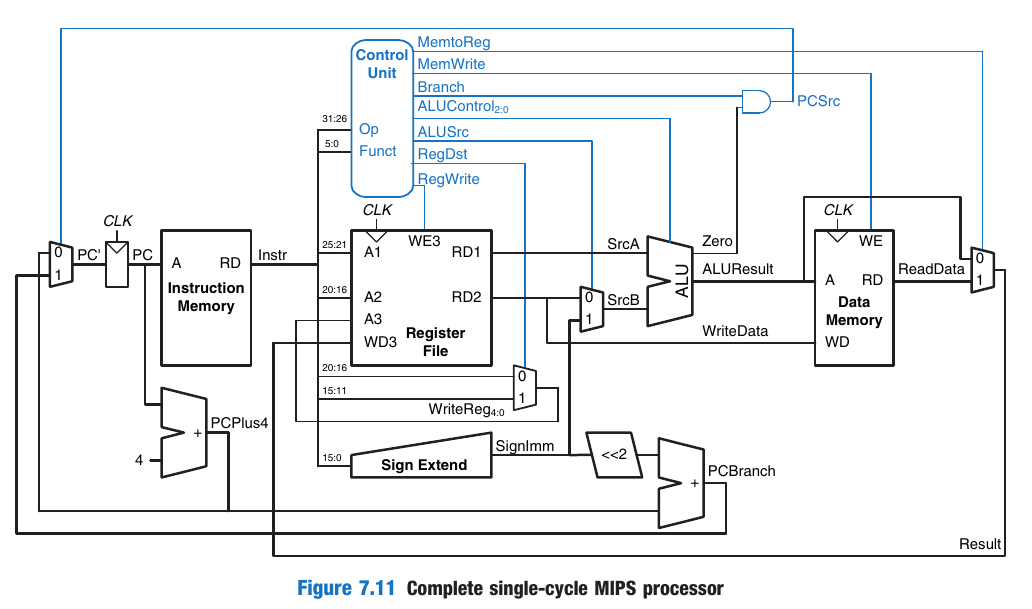 MemtoReg
Control
Unit
MemWrite
Branch
ALUControl2:0
PCSrc
31:26
Op
ALUSrc
5:0
Funct
RegDst
RegWrite
CLK
CLK
CLK
WE3
WE
0
1
PC'
PC
A
RD
Instr
Instruction
Memory
25:21
A1
RD1
SrcA
Zero
ALU
ALUResult
A
RD
ReadData
0
1
20:16
A2
RD2
0
1
SrcB
Data
Memory
A3
WD3
Register
File
WriteData
WD
20:16
0
15:11
1
WriteReg4:0
PCPlus4
+
4
SignImm
15:0
Sign Extend
<<2
PCBranch
+
Result
Figure 7.11 Complete single-cycle MIPS processor